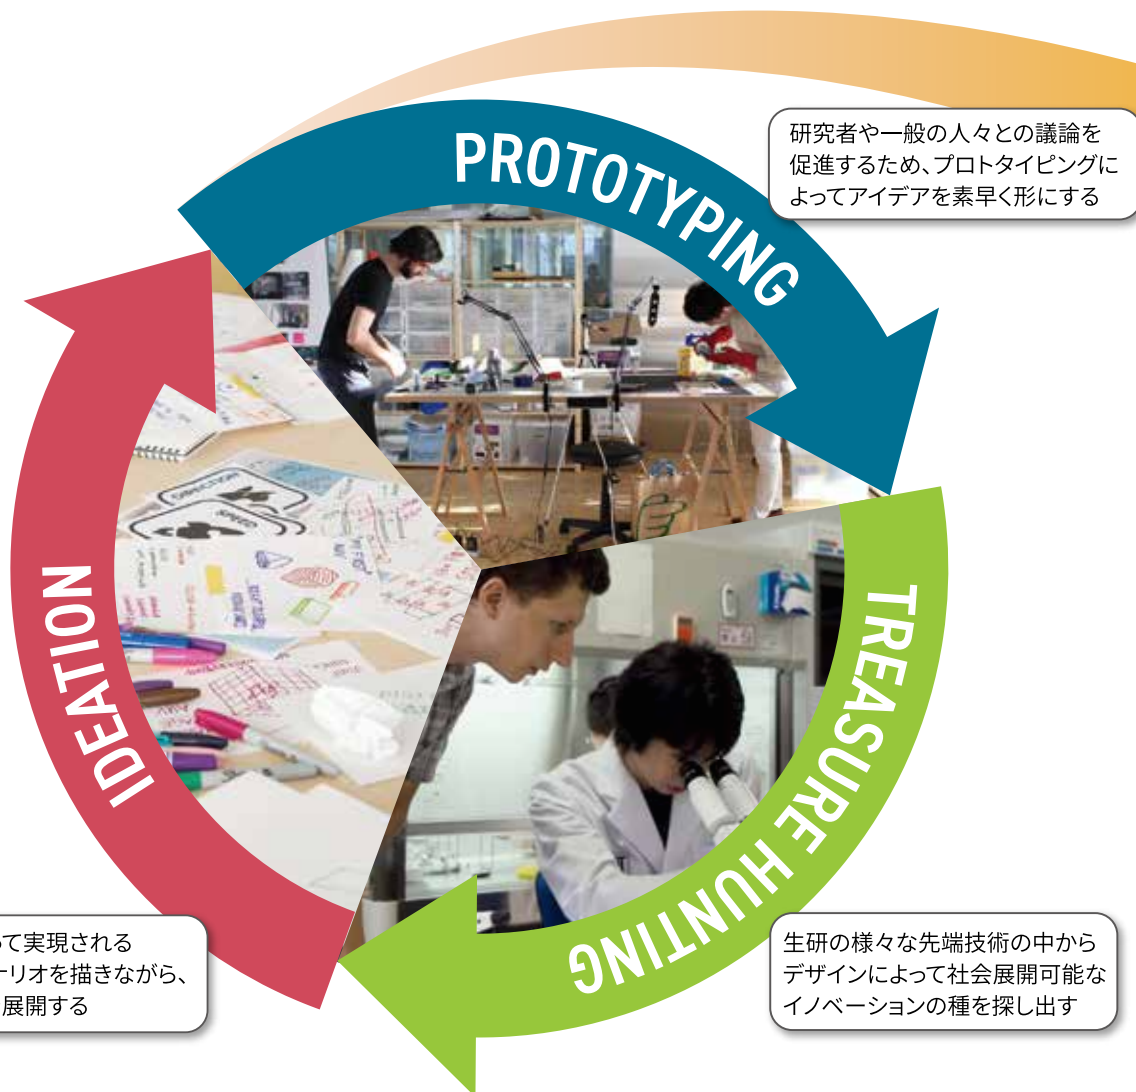 PROTOTYPING
研究者や一般の人々との議論を
促進するため、プロトタイピングに
よってアイデアを素早く形にする
IDEATION
TREASURE HUNTING
て実現される
ナリオを描きながら、
展開する
生研の様々な先端技術の中から
デザインによって社会展開可能な
イノベーションの種を探し出す
DIRECTION